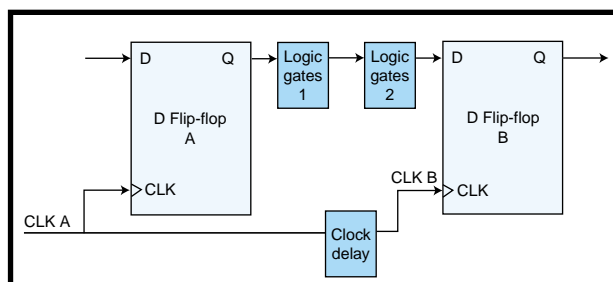 D Q
D Flip-flop
A
CLK
Logic
gates
1
Logic
gates
2
D Q
D Flip-flop
B
CLK
CLK A
CLK B
Clock
delay